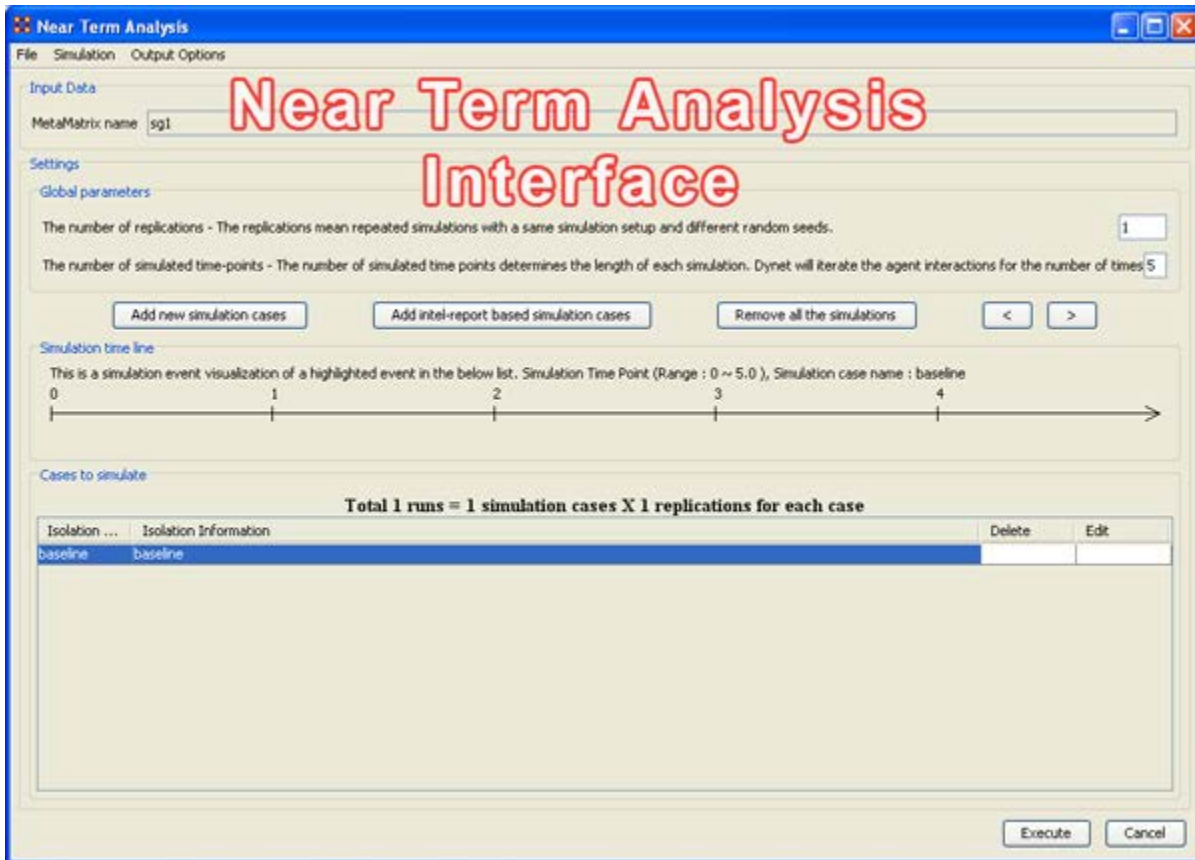 Near Term Analysis
File Simulation Output Options
Input Data
Near Term Analysis
Interface
MetaMatrix name sg1
Settings
Global parameters
The number of replications - The replications mean repeated simulations with a same simulation setup and different random seeds. 1
The number of simulated time-points - The number of simulated time points determines the length of each simulation. Dynet will iterate the agent interactions for the number of times 5
Add new simulation cases Add intel-report based simulation cases Remove all the simulations < >
Simulation time line
This is a simulation event visualization of a highlighted event in the below list. Simulation Time Point (Range : 0 ~ 5.0 ), Simulation case name : baseline
0 1 2 3 4
Cases to simulate
Total 1 runs = 1 simulation cases X 1 replications for each case
Isolation ... Isolation Information Delete Edit
baseline baseline
Execute Cancel